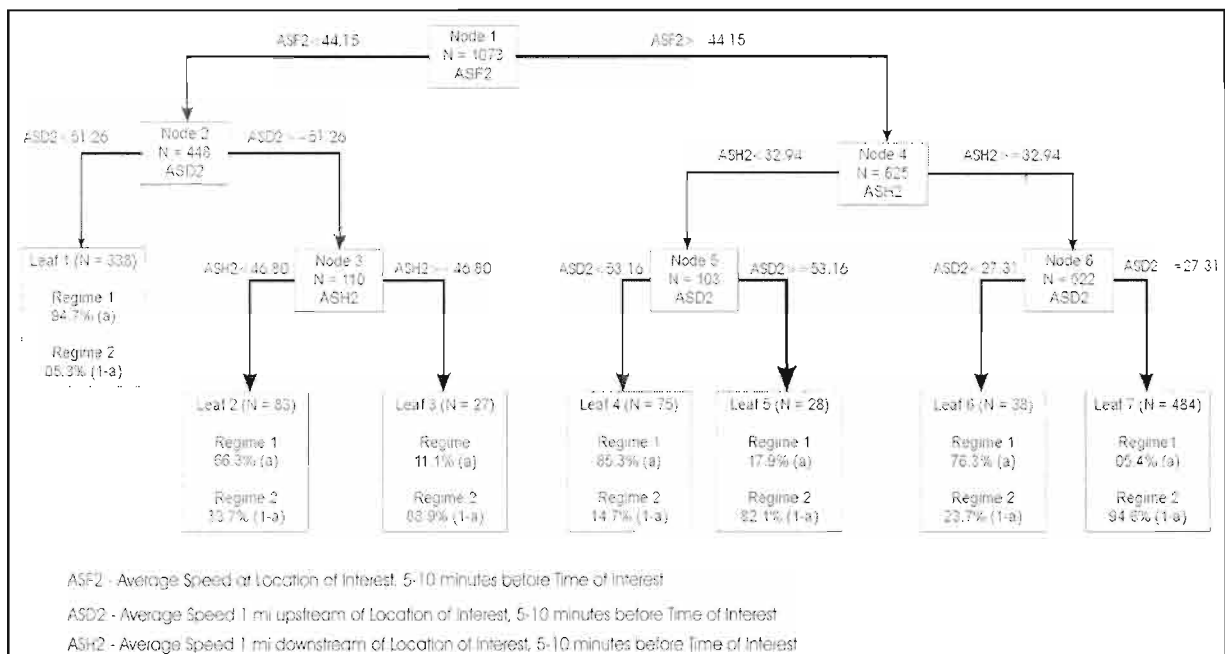 Node 1
N = 1073
ASF2
ASF2<44.15
ASF2>=44.15
Node 2
N = 448
ASD2
ASD2<51.26
ASD2>=51.26
Node 4
N = 625
ASH2
ASH2<32.94
ASH2>=32.94
Leaf 1 (N = 338)
Regime 1
94.7% (a)
Regime 2
05.3% (1-a)
Node 3
N = 110
ASH2
ASH2<46.80
ASH2>=46.80
Node 5
N = 103
ASD2
ASD2<53.16
ASD2>=53.16
Node 6
N = 522
ASD2
ASD2<27.31
ASD2>=27.31
Leaf 2 (N = 83)
Regime 1
66.3% (a)
Regime 2
33.7% (1-a)
Leaf 3 (N = 27)
Regime
11.1% (a)
Regime 2
88.9% (1-a)
Leaf 4 (N = 75)
Regime 1
85.3% (a)
Regime 2
14.7% (1-a)
Leaf 5 (N = 28)
Regime 1
17.9% (a)
Regime 2
82.1% (1-a)
Leaf 6 (N = 38)
Regime 1
76.3% (a)
Regime 2
23.7% (1-a)
Leaf 7 (N = 484)
Regime 1
05.4% (a)
Regime 2
94.6% (1-a)
ASF2 - Average Speed at Location of Interest, 5-10 minutes before Time of Interest
ASD2 - Average Speed 1 mi upstream of Location of Interest, 5-10 minutes before Time of Interest
ASH2 - Average Speed 1 mi downstream of Location of Interest, 5-10 minutes before Time of Interest